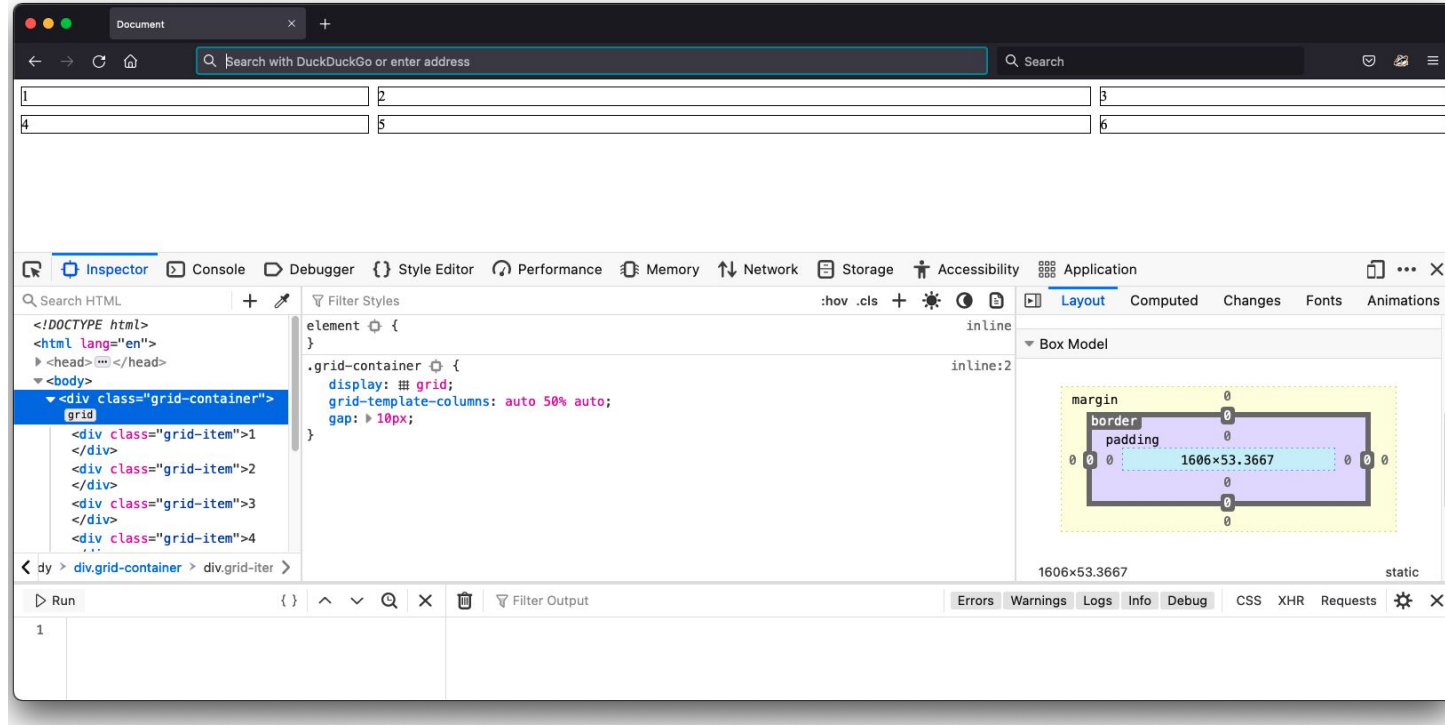 Document
Search with DuckDuckGo or enter address
Search
1 2 3
4 5 6
Inspector Console Debugger {} Style Editor Performance Memory Network Storage Accessibility Application
Search HTML
<!DOCTYPE html>
<html lang="en">
<head> ... </head>
<body>
<div class="grid-container">
grid
<div class="grid-item">1
</div>
<div class="grid-item">2
</div>
<div class="grid-item">3
</div>
<div class="grid-item">4
dy > div.grid-container > div.grid-iter
Filter Styles :hov .cls
element {
inline
}
.grid-container {
inline:2
display: grid;
grid-template-columns: auto 50% auto;
gap: 10px;
}
Layout Computed Changes Fonts Animations
Box Model
margin 0
border 0
padding 0
0 0 0 1606×53.3667 0 0 0
0
0
0
1606×53.3667 static
Run {}
Filter Output
Errors Warnings Logs Info Debug CSS XHR Requests
1